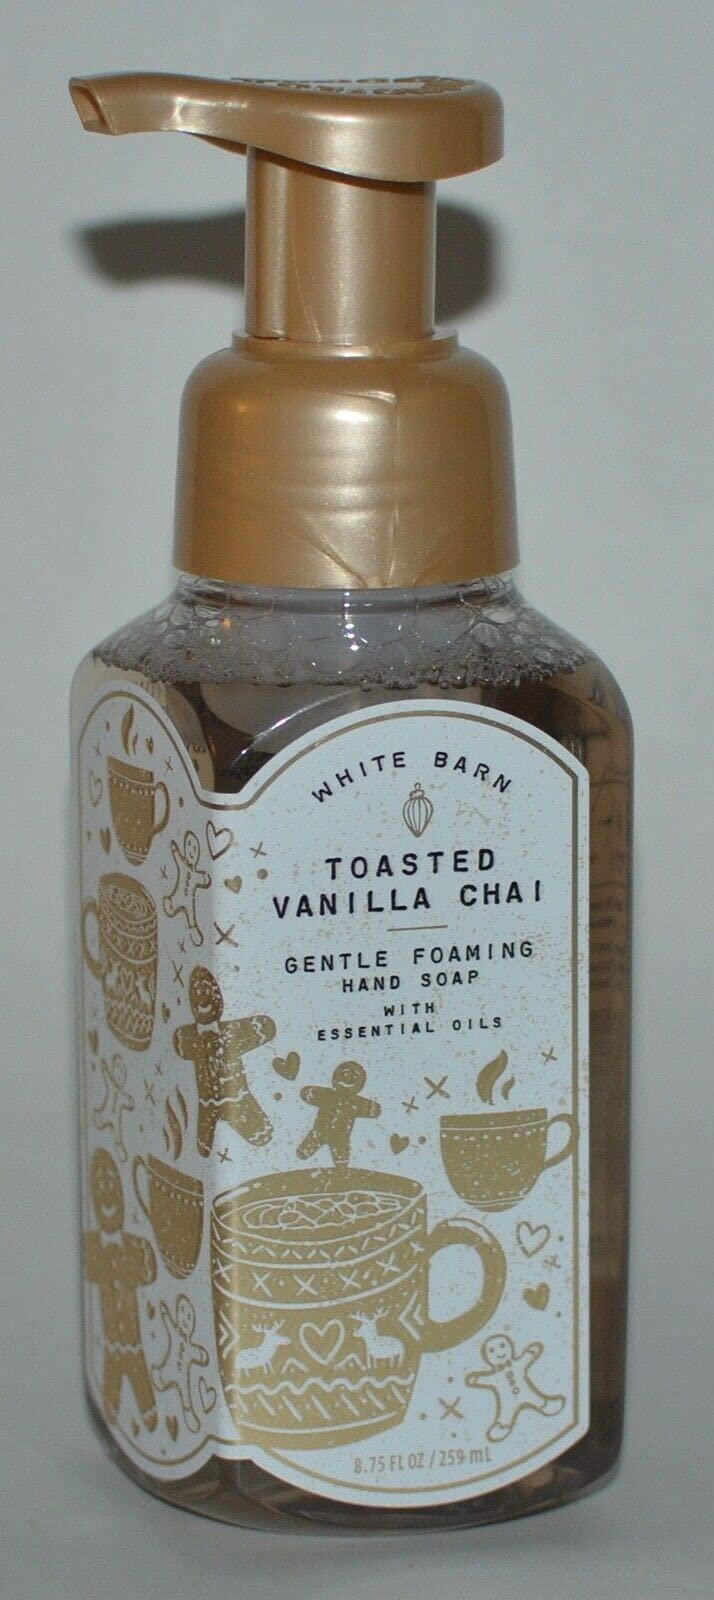 WHITE BARN
TOASTED
VANILLA CHAI
GENTLE FOAMING
HAND SOAP
WITH
ESSENTIAL OILS
8.75 FL OZ / 259 mL